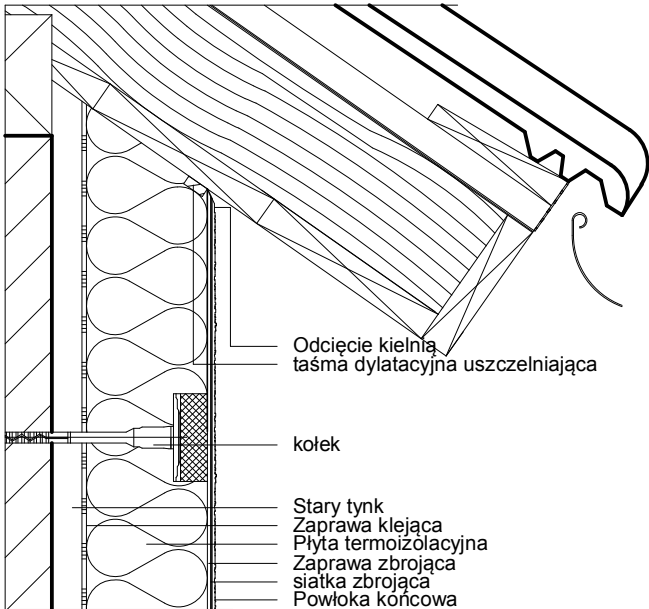 Odcięcie kielnią
taśma dylatacyjna uszczelniająca
kołek
Stary tynk
Zaprawa klejąca
Płyta termoizolacyjna
Zaprawa zbrojąca
siatka zbrojąca
Powłoka końcowa